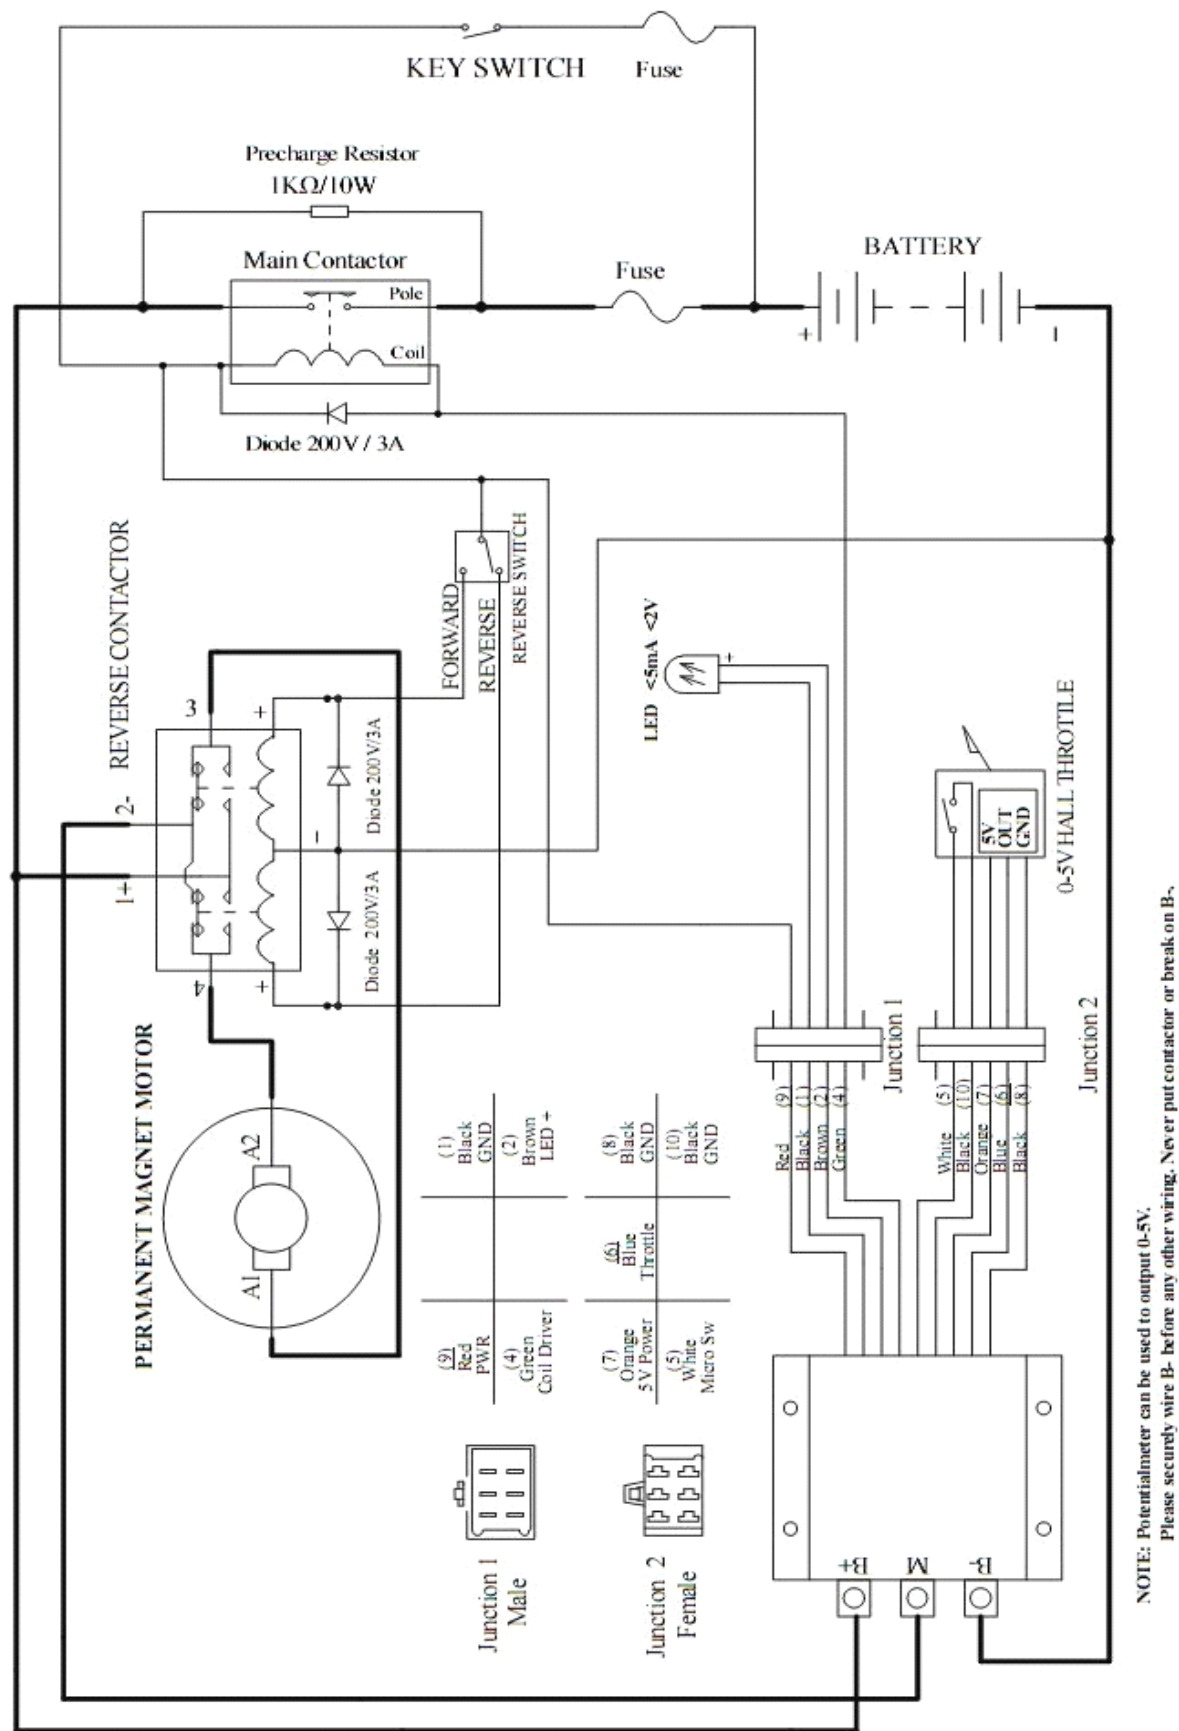 KEY SWITCH
Fuse
Precharge Resistor
1KΩ/10W
Main Contactor
Pole
Coil
Fuse
BATTERY
+
-
Diode 200V / 3A
REVERSE CONTACTOR
FORWARD
REVERSE
REVERSE SWITCH
3
2-
1+
4
+
-
+
Diode 200V/3A
Diode 200V/3A
LED <5mA <2V
+
5V
OUT
GND
0-5V HALL THROTTLE
PERMANENT MAGNET MOTOR
A1
A2
Junction 1
Junction 2
Red (9)
Black (1)
Brown (2)
Green (4)
White (5)
Black (10)
Orange (7)
Blue (6)
Black (8)
Junction 1
Male
(9)
Red
PWR
(1)
Black
GND
(4)
Green
Coil Driver
(2)
Brown
LED +
Junction 2
Female
(7)
Orange
5V Power
(6)
Blue
Throttle
(8)
Black
GND
(5)
White
Micro Sw
(10)
Black
GND
B+
M
B-
NOTE: Potentialmeter can be used to output 0-5V.
Please securely wire B- before any other wiring. Never put contactor or break on B-.